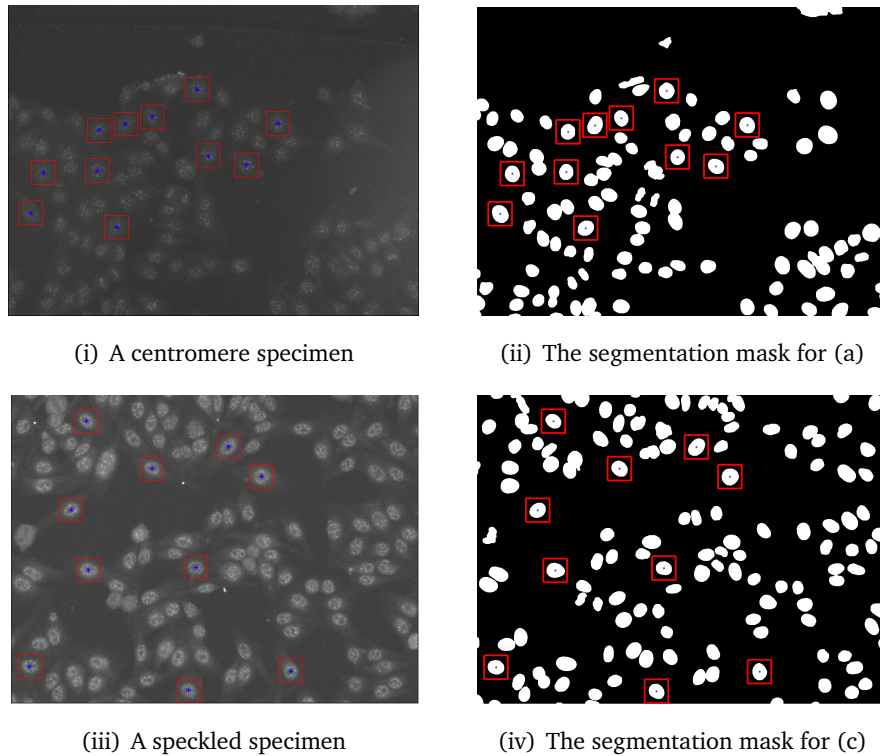 (i) A centromere specimen
(ii) The segmentation mask for (a)
(iii) A speckled specimen
(iv) The segmentation mask for (c)